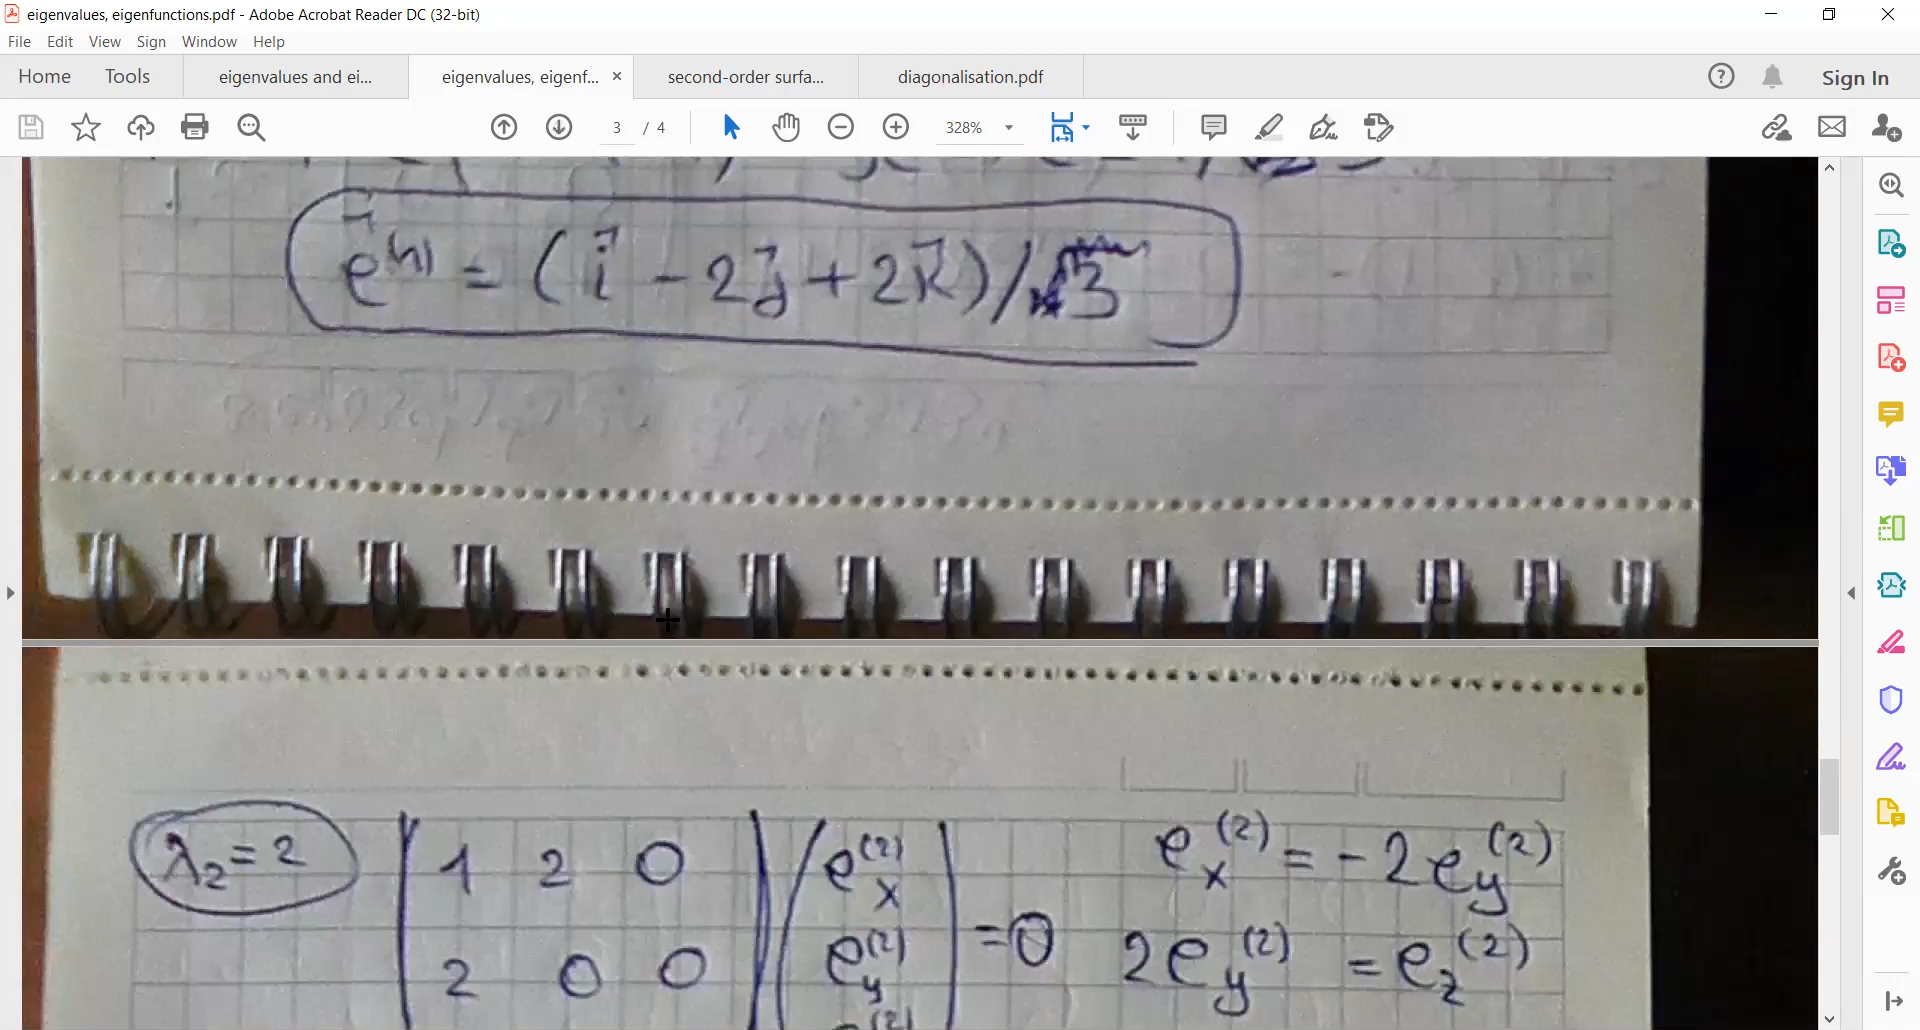 eigenvalues, eigenfunctions.pdf - Adobe Acrobat Reader DC (32-bit)
File Edit View Sign Window Help
Home Tools eigenvalues and ei... eigenvalues, eigenf... × second-order surfa... diagonalisation.pdf Sign In
3 / 4 328%
e⃗⁽¹⁾ = (i⃗ − 2j⃗ + 2k⃗)/3
λ₂ = 2 1 2 0 eₓ⁽²⁾ eₓ⁽²⁾ = −2e_y⁽²⁾
2 0 0 e_y⁽²⁾ = 0 2e_y⁽²⁾ = e_z⁽²⁾